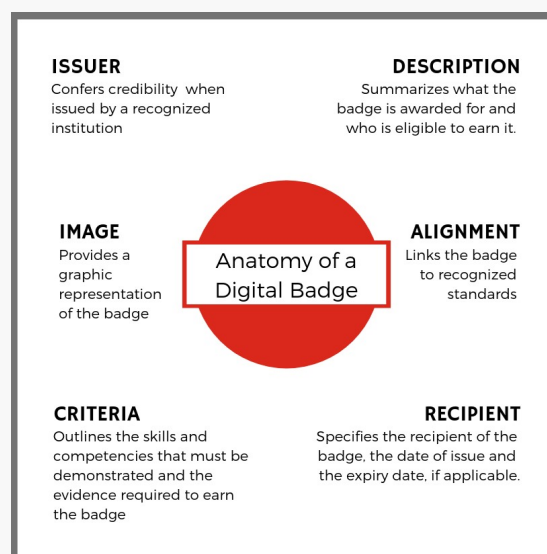 ISSUER
Confers credibility when
issued by a recognized
institution
DESCRIPTION
Summarizes what the
badge is awarded for and
who is eligible to earn it.
IMAGE
Provides a
graphic
representation
of the badge
Anatomy of a
Digital Badge
ALIGNMENT
Links the badge
to recognized
standards
CRITERIA
Outlines the skills and
competencies that must be
demonstrated and the
evidence required to earn
the badge
RECIPIENT
Specifies the recipient of the
badge, the date of issue and
the expiry date, if applicable.